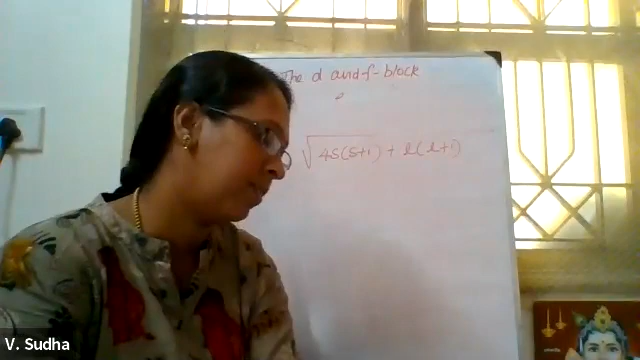 The d and f-block
√4S(S+1) + l(l+1)
V. Sudha